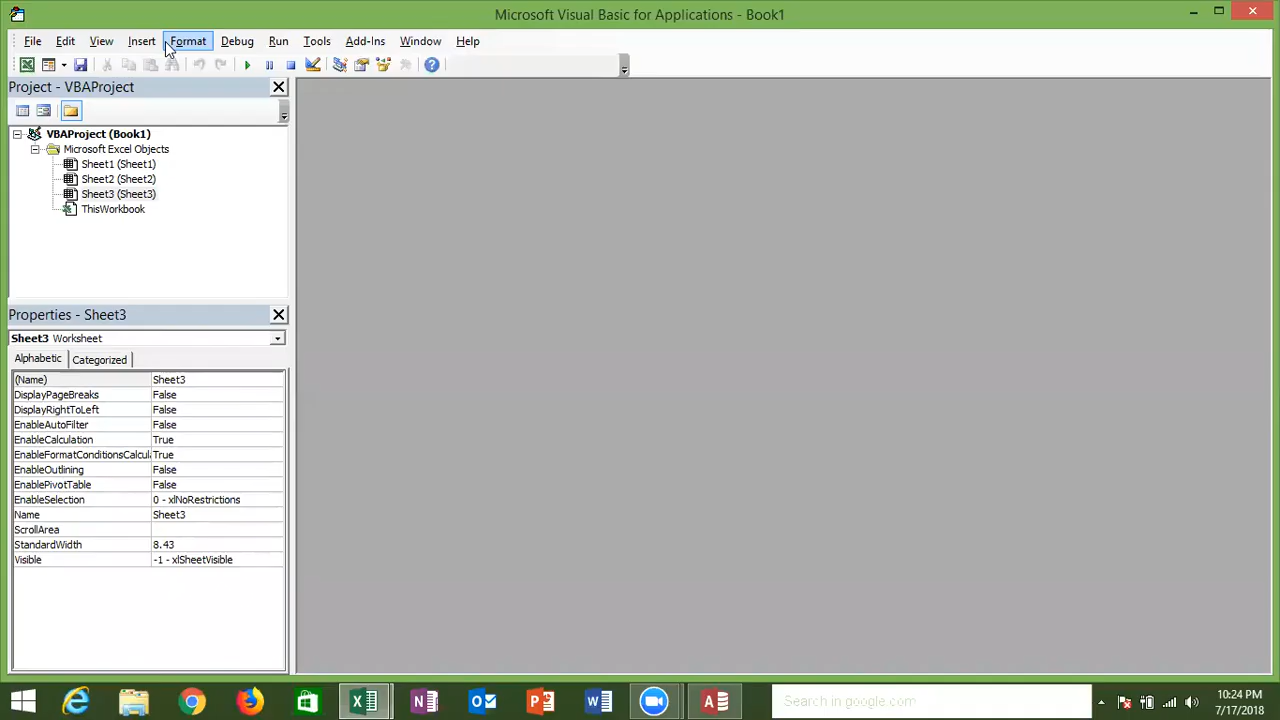 Microsoft Visual Basic for Applications - Book1
File Edit View Insert Format Debug Run Tools Add-Ins Window Help
Project - VBAProject
VBAProject (Book1)
Microsoft Excel Objects
Sheet1 (Sheet1)
Sheet2 (Sheet2)
Sheet3 (Sheet3)
ThisWorkbook
Properties - Sheet3
Sheet3 Worksheet
Alphabetic Categorized
(Name) Sheet3
DisplayPageBreaks False
DisplayRightToLeft False
EnableAutoFilter False
EnableCalculation True
EnableFormatConditionsCalcul True
EnableOutlining False
EnablePivotTable False
EnableSelection 0 - xlNoRestrictions
Name Sheet3
ScrollArea
StandardWidth 8.43
Visible -1 - xlSheetVisible
Search in google.com
10:24 PM
7/17/2018